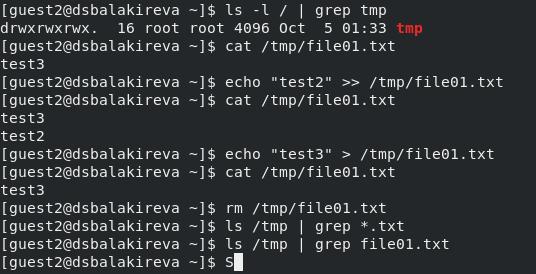 [guest2@dsbalakireva ~]$ ls -l / | grep tmp
drwxrwxrwx.  16 root root 4096 Oct  5 01:33 tmp
[guest2@dsbalakireva ~]$ cat /tmp/file01.txt
test3
[guest2@dsbalakireva ~]$ echo "test2" >> /tmp/file01.txt
[guest2@dsbalakireva ~]$ cat /tmp/file01.txt
test3
test2
[guest2@dsbalakireva ~]$ echo "test3" > /tmp/file01.txt
[guest2@dsbalakireva ~]$ cat /tmp/file01.txt
test3
[guest2@dsbalakireva ~]$ rm /tmp/file01.txt
[guest2@dsbalakireva ~]$ ls /tmp | grep *.txt
[guest2@dsbalakireva ~]$ ls /tmp | grep file01.txt
[guest2@dsbalakireva ~]$ S